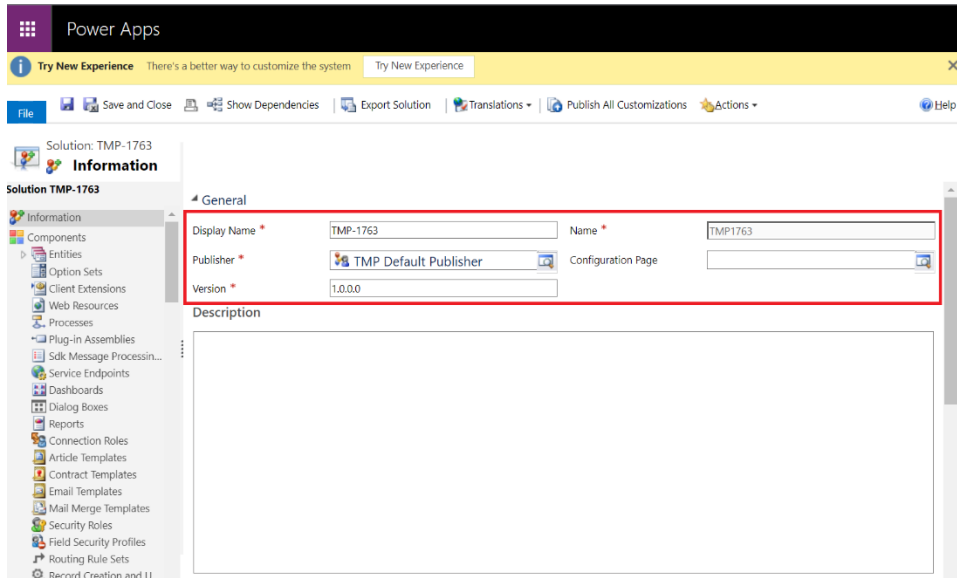 Power Apps
Try New Experience There's a better way to customize the system Try New Experience
File Save and Close Show Dependencies Export Solution Translations Publish All Customizations Actions Help
Solution: TMP-1763
Information
Solution TMP-1763
Information
Components
Entities
Option Sets
Client Extensions
Web Resources
Processes
Plug-in Assemblies
Sdk Message Processin...
Service Endpoints
Dashboards
Dialog Boxes
Reports
Connection Roles
Article Templates
Contract Templates
Email Templates
Mail Merge Templates
Security Roles
Field Security Profiles
Routing Rule Sets
Record Creation and U
General
Display Name * TMP-1763 Name * TMP1763
Publisher * TMP Default Publisher Configuration Page
Version * 1.0.0.0
Description